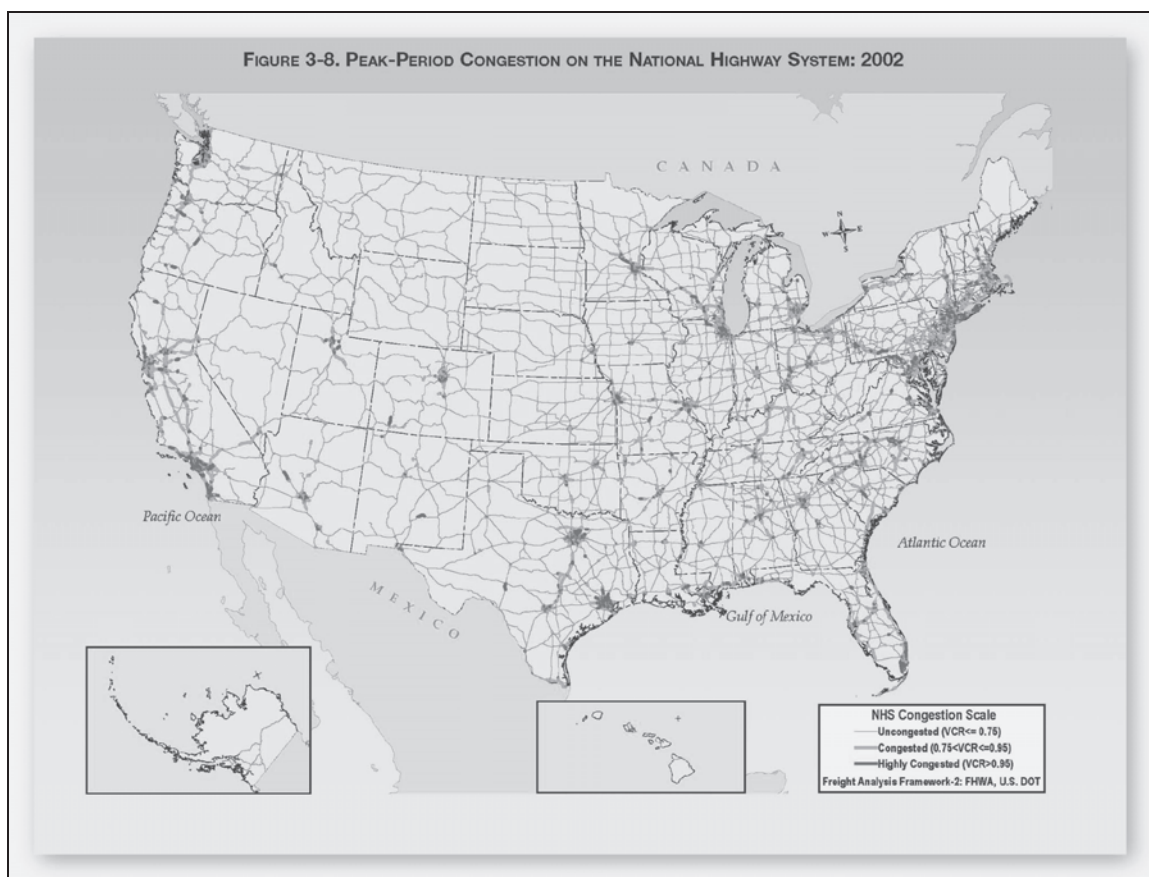 FIGURE 3-8. PEAK-PERIOD CONGESTION ON THE NATIONAL HIGHWAY SYSTEM: 2002
CANADA
N
W E
S
Pacific Ocean
Atlantic Ocean
MEXICO
Gulf of Mexico
NHS Congestion Scale
Uncongested (VCR<= 0.75)
Congested (0.75<VCR<=0.95)
Highly Congested (VCR>0.95)
Freight Analysis Framework-2: FHWA, U.S. DOT